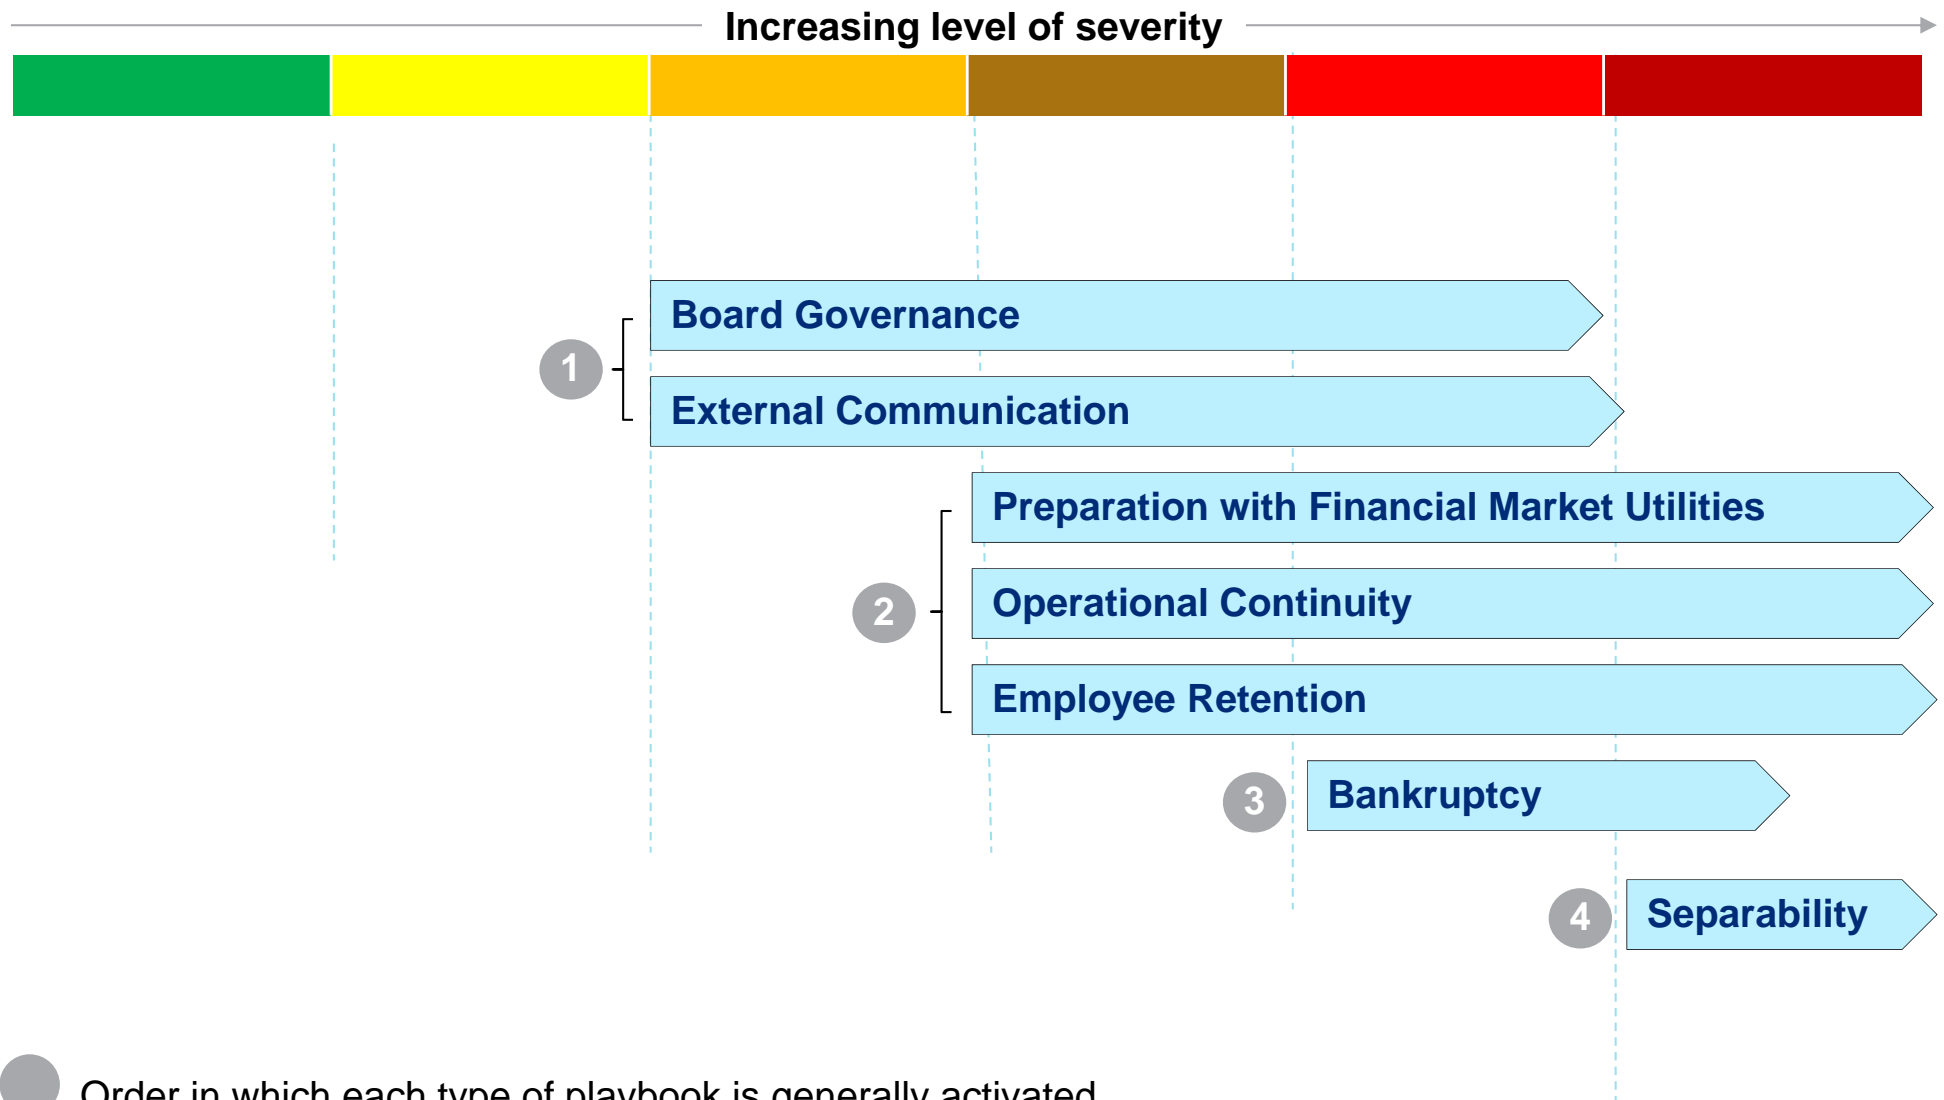 Increasing level of severity
Board Governance
1
External Communication
Preparation with Financial Market Utilities
2
Operational Continuity
Employee Retention
3
Bankruptcy
4
Separability
Order in which each type of playbook is generally activated